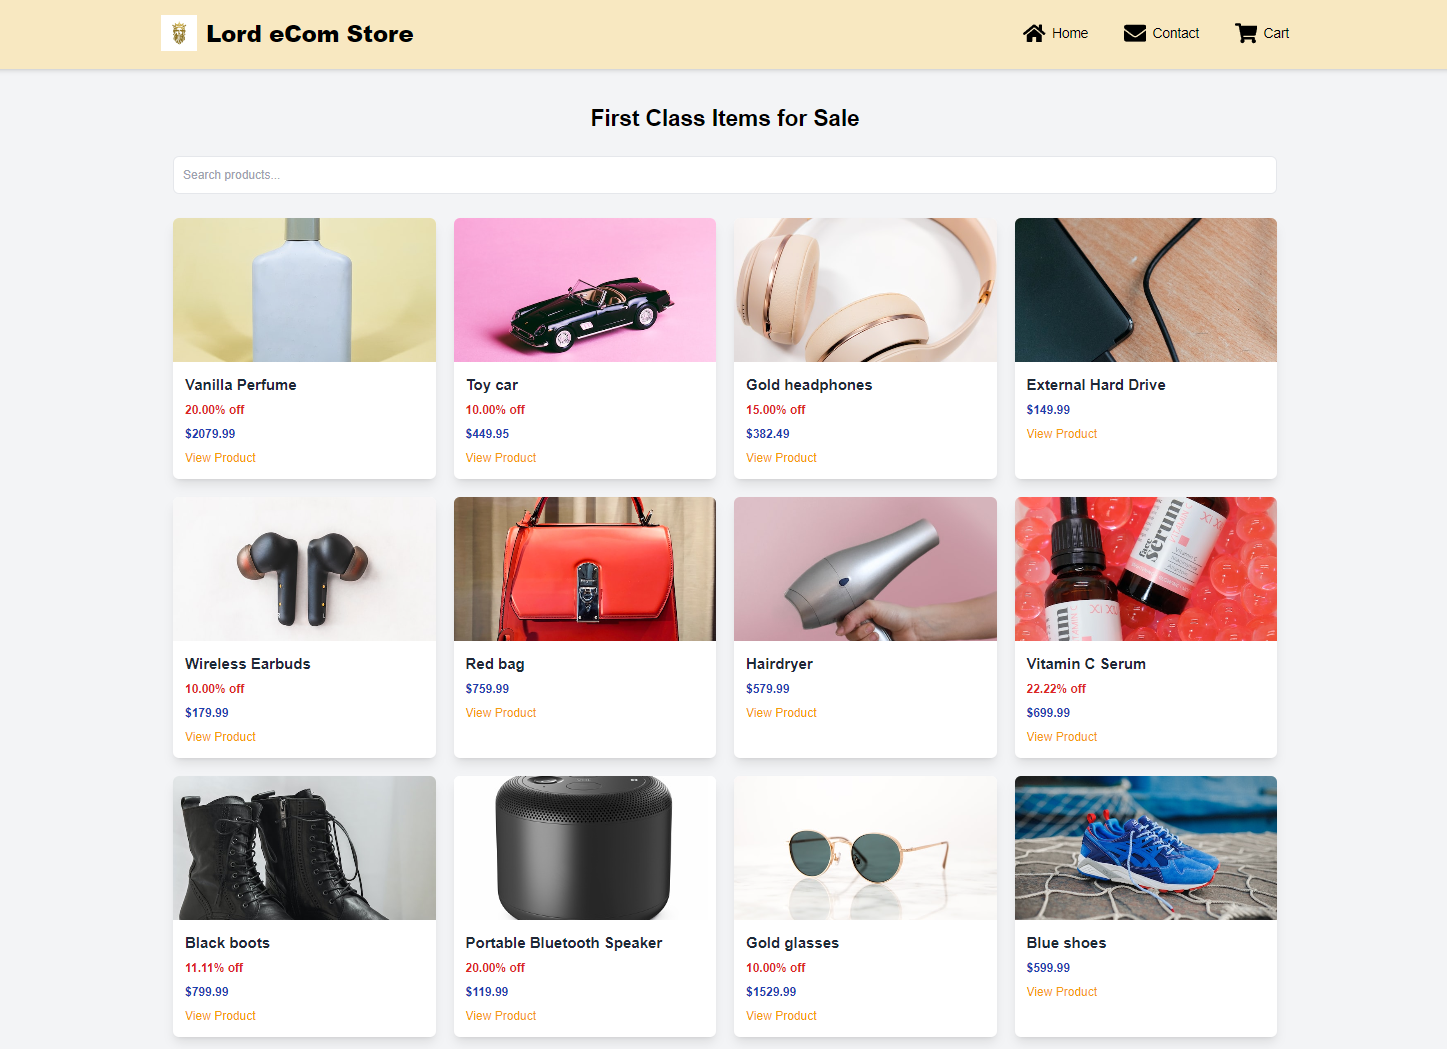 Lord eCom Store
Home
Contact
Cart
First Class Items for Sale
Search products...
Vanilla Perfume
20.00% off
$2079.99
View Product
Toy car
10.00% off
$449.95
View Product
Gold headphones
15.00% off
$382.49
View Product
External Hard Drive
$149.99
View Product
Wireless Earbuds
10.00% off
$179.99
View Product
Red bag
$759.99
View Product
Hairdryer
$579.99
View Product
face
serum
Vitamin C
Vitamin C Serum
22.22% off
$699.99
View Product
Black boots
11.11% off
$799.99
View Product
Portable Bluetooth Speaker
20.00% off
$119.99
View Product
Gold glasses
10.00% off
$1529.99
View Product
Blue shoes
$599.99
View Product